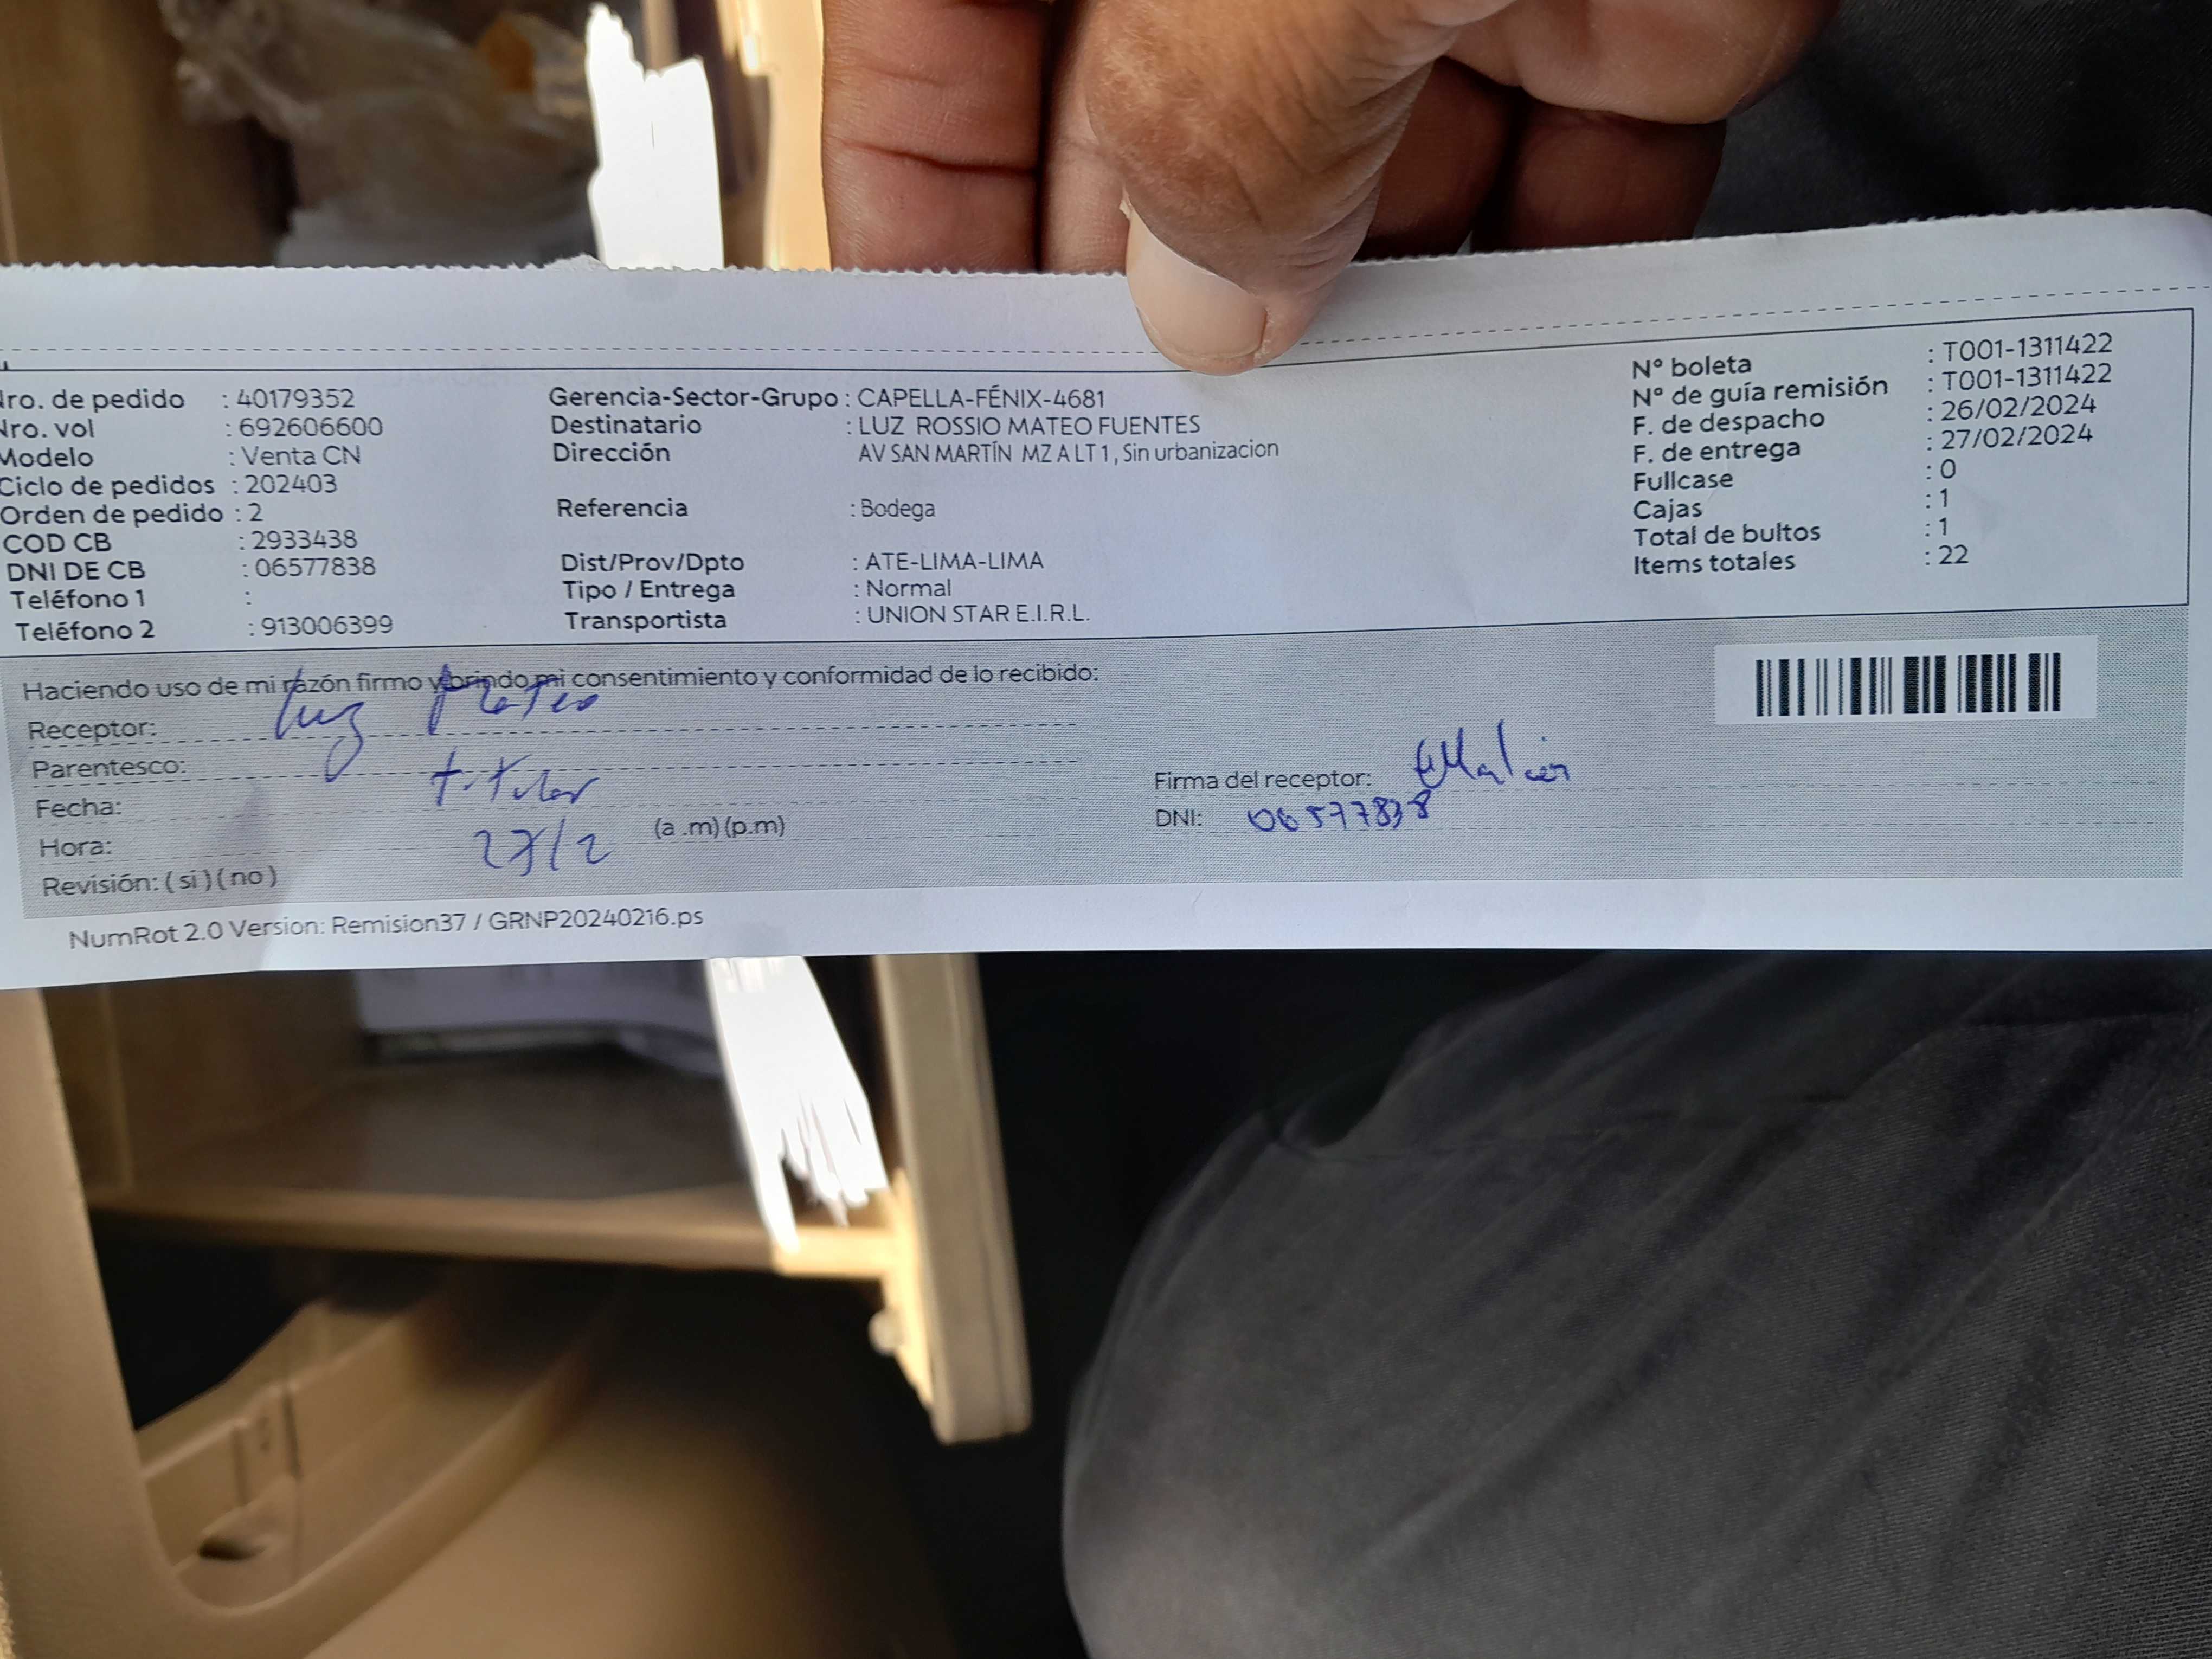 Nro. de pedido : 40179352
Nro. vol : 692606600
Modelo : Venta CN
Ciclo de pedidos : 202403
Orden de pedido : 2
COD CB : 2933438
DNI DE CB : 06577838
Teléfono 1 :
Teléfono 2 : 913006399
Gerencia-Sector-Grupo : CAPELLA-FÉNIX-4681
Destinatario : LUZ ROSSIO MATEO FUENTES
Dirección AV SAN MARTÍN MZ A LT 1 , Sin urbanizacion
Referencia : Bodega
Dist/Prov/Dpto : ATE-LIMA-LIMA
Tipo / Entrega : Normal
Transportista : UNION STAR E.I.R.L.
Nº boleta : T001-1311422
Nº de guía remisión : T001-1311422
F. de despacho : 26/02/2024
F. de entrega : 27/02/2024
Fullcase : 0
Cajas : 1
Total de bultos : 1
Items totales : 22
Haciendo uso de mi razón firmo y brindo mi consentimiento y conformidad de lo recibido:
Receptor: Luz Mateo
Parentesco: titular
Fecha: 27/2
Hora: (a .m) (p.m)
Revisión: ( si ) ( no )
Firma del receptor:
DNI: 06577838
NumRot 2.0 Version: Remision37 / GRNP20240216.ps